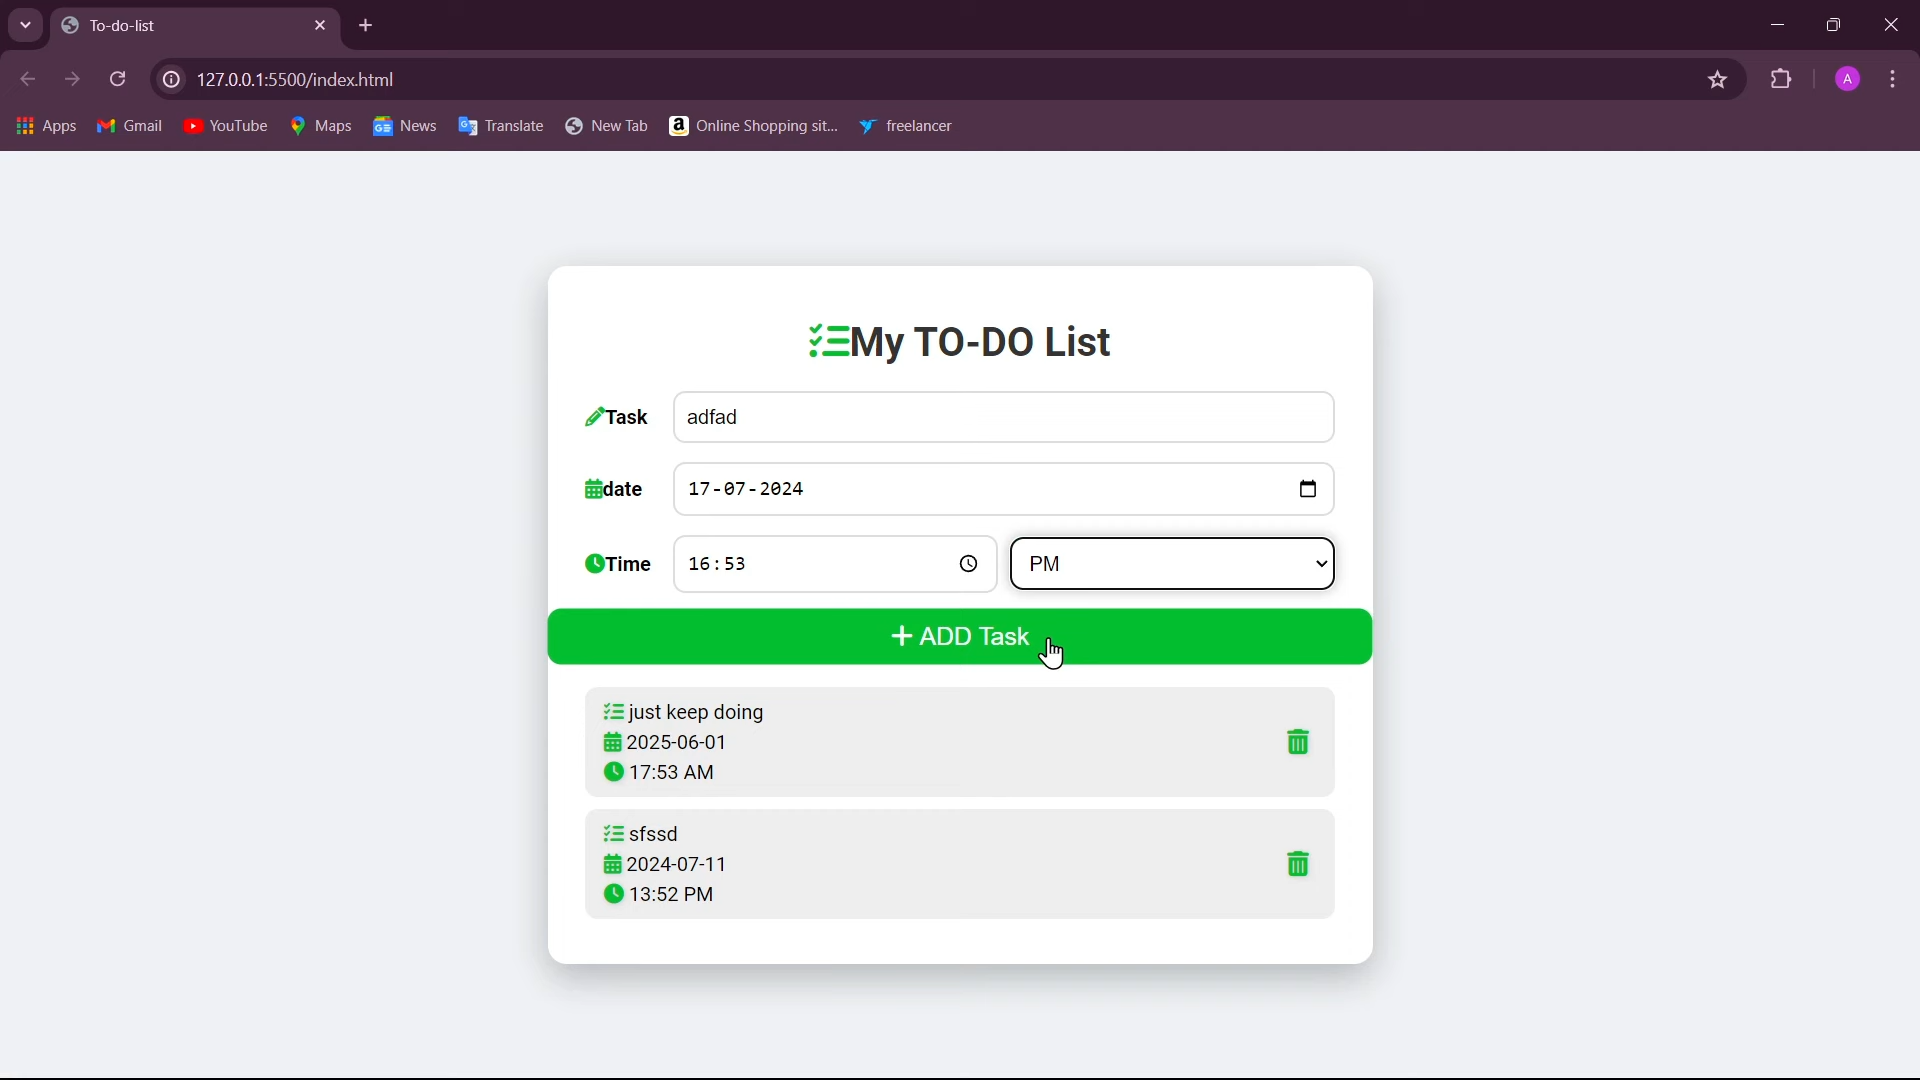 To-do-list
127.0.0.1:5500/index.html
A
Apps Gmail YouTube Maps News Translate New Tab Online Shopping sit... freelancer
My TO-DO List
Task adfad
date 17-07-2024
Time 16:53 PM
+ ADD Task
just keep doing
2025-06-01
17:53 AM
sfssd
2024-07-11
13:52 PM